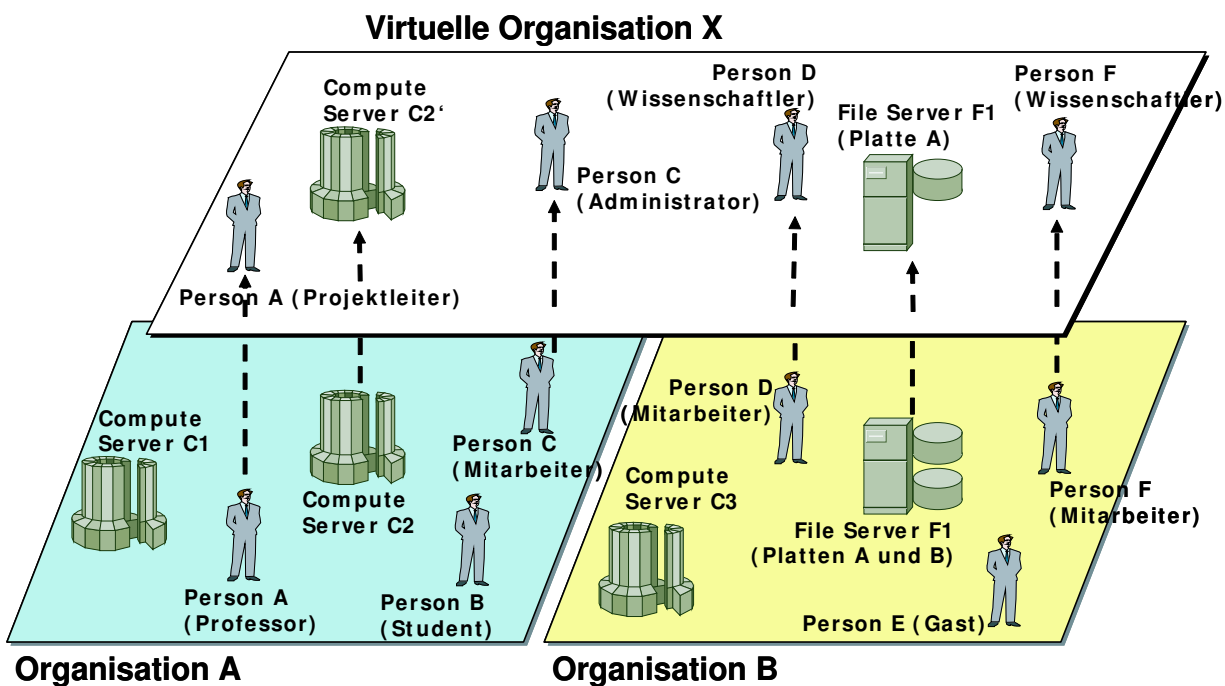 Virtuelle Organisation X
Compute
Server C2‘
Person D
(Wissenschaftler)
File Server F1
(Platte A)
Person F
(Wissenschaftler)
Person C
(Administrator)
Person A (Projektleiter)
Compute
Server C1
Compute
Server C2
Person C
(Mitarbeiter)
Person A
(Professor)
Person B
(Student)
Organisation A
Person D
(Mitarbeiter)
Compute
Server C3
File Server F1
(Platten A und B)
Person F
(Mitarbeiter)
Person E (Gast)
Organisation B